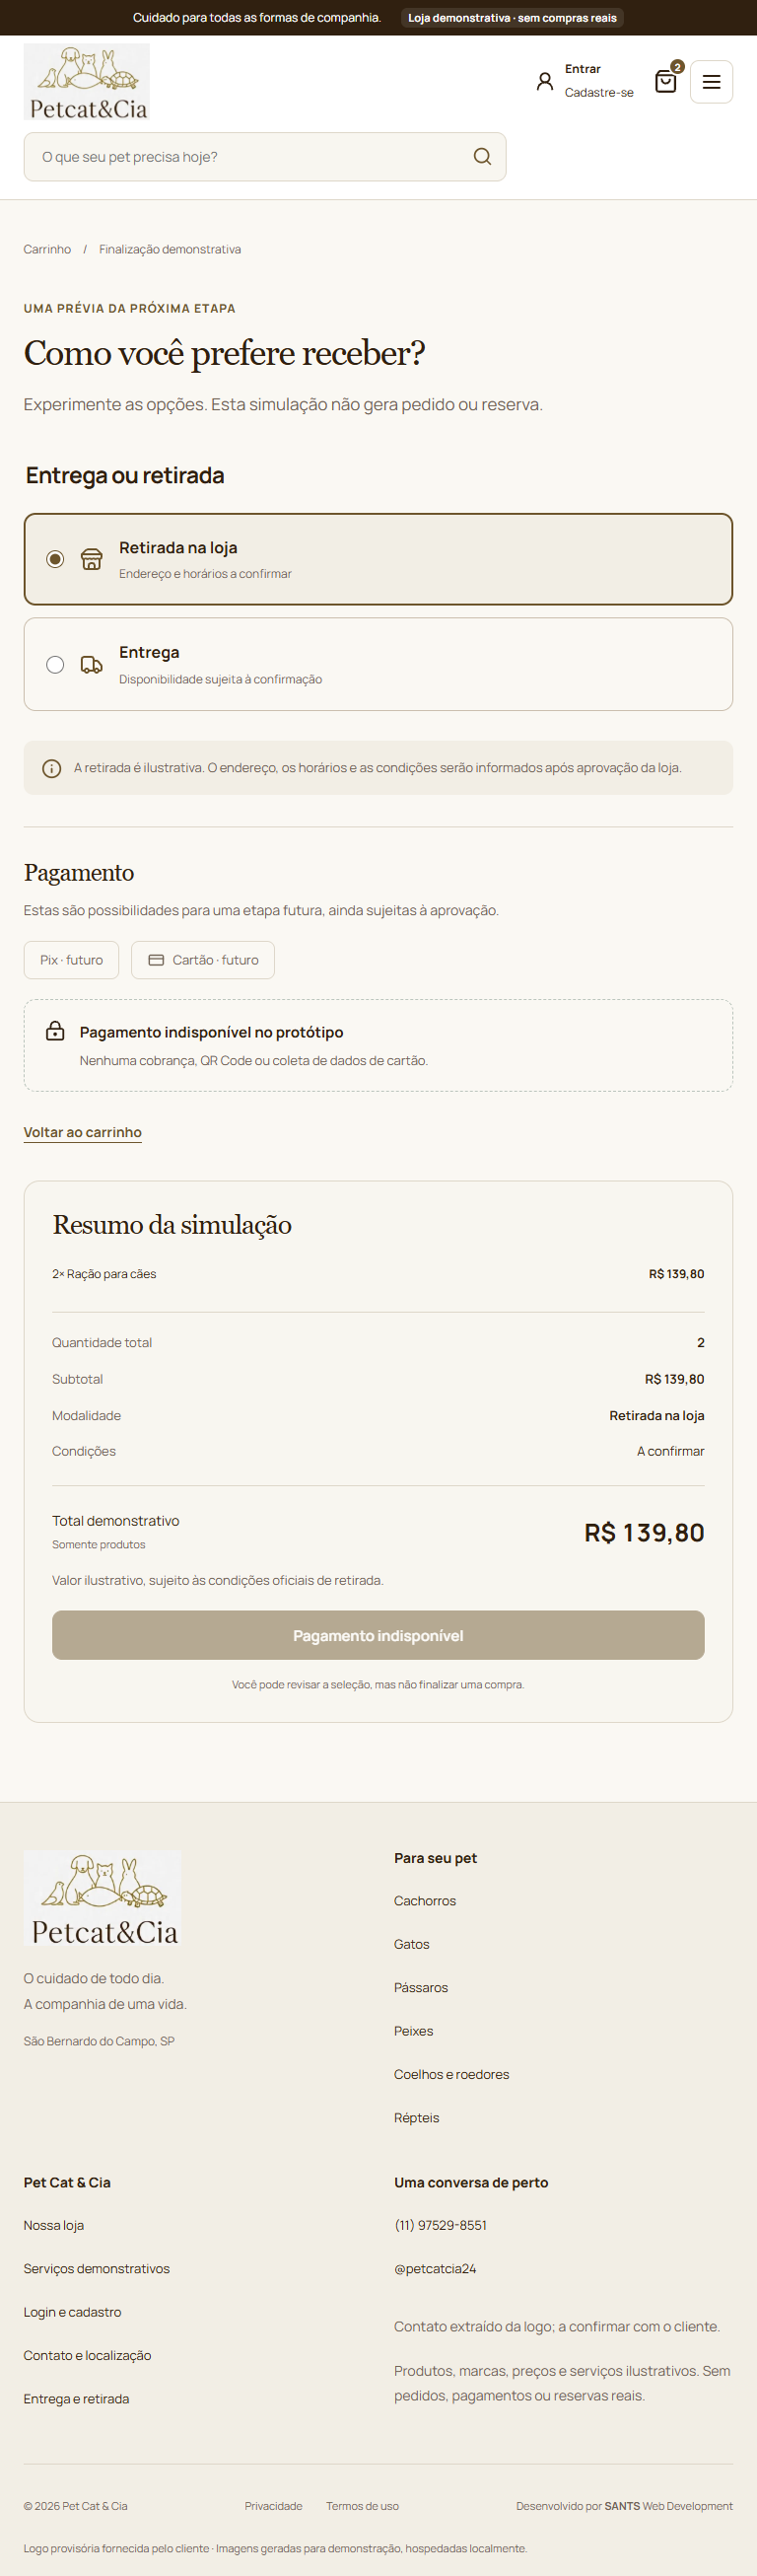 Cuidado para todas as formas de companhia. Loja demonstrativa · sem compras reais
Petcat&Cia
Entrar
Cadastre-se
2
O que seu pet precisa hoje?
Carrinho / Finalização demonstrativa
UMA PRÉVIA DA PRÓXIMA ETAPA
Como você prefere receber?
Experimente as opções. Esta simulação não gera pedido ou reserva.
Entrega ou retirada
Retirada na loja
Endereço e horários a confirmar
Entrega
Disponibilidade sujeita à confirmação
A retirada é ilustrativa. O endereço, os horários e as condições serão informados após aprovação da loja.
Pagamento
Estas são possibilidades para uma etapa futura, ainda sujeitas à aprovação.
Pix · futuro
Cartão · futuro
Pagamento indisponível no protótipo
Nenhuma cobrança, QR Code ou coleta de dados de cartão.
Voltar ao carrinho
Resumo da simulação
2× Ração para cães R$ 139,80
Quantidade total 2
Subtotal R$ 139,80
Modalidade Retirada na loja
Condições A confirmar
Total demonstrativo
Somente produtos
R$ 139,80
Valor ilustrativo, sujeito às condições oficiais de retirada.
Pagamento indisponível
Você pode revisar a seleção, mas não finalizar uma compra.
Petcat&Cia
O cuidado de todo dia.
A companhia de uma vida.
São Bernardo do Campo, SP
Para seu pet
Cachorros
Gatos
Pássaros
Peixes
Coelhos e roedores
Répteis
Pet Cat & Cia
Nossa loja
Serviços demonstrativos
Login e cadastro
Contato e localização
Entrega e retirada
Uma conversa de perto
(11) 97529-8551
@petcatcia24
Contato extraído da logo; a confirmar com o cliente.
Produtos, marcas, preços e serviços ilustrativos. Sem
pedidos, pagamentos ou reservas reais.
© 2026 Pet Cat & Cia
Privacidade
Termos de uso
Desenvolvido por SANTS Web Development
Logo provisória fornecida pelo cliente · Imagens geradas para demonstração, hospedadas localmente.